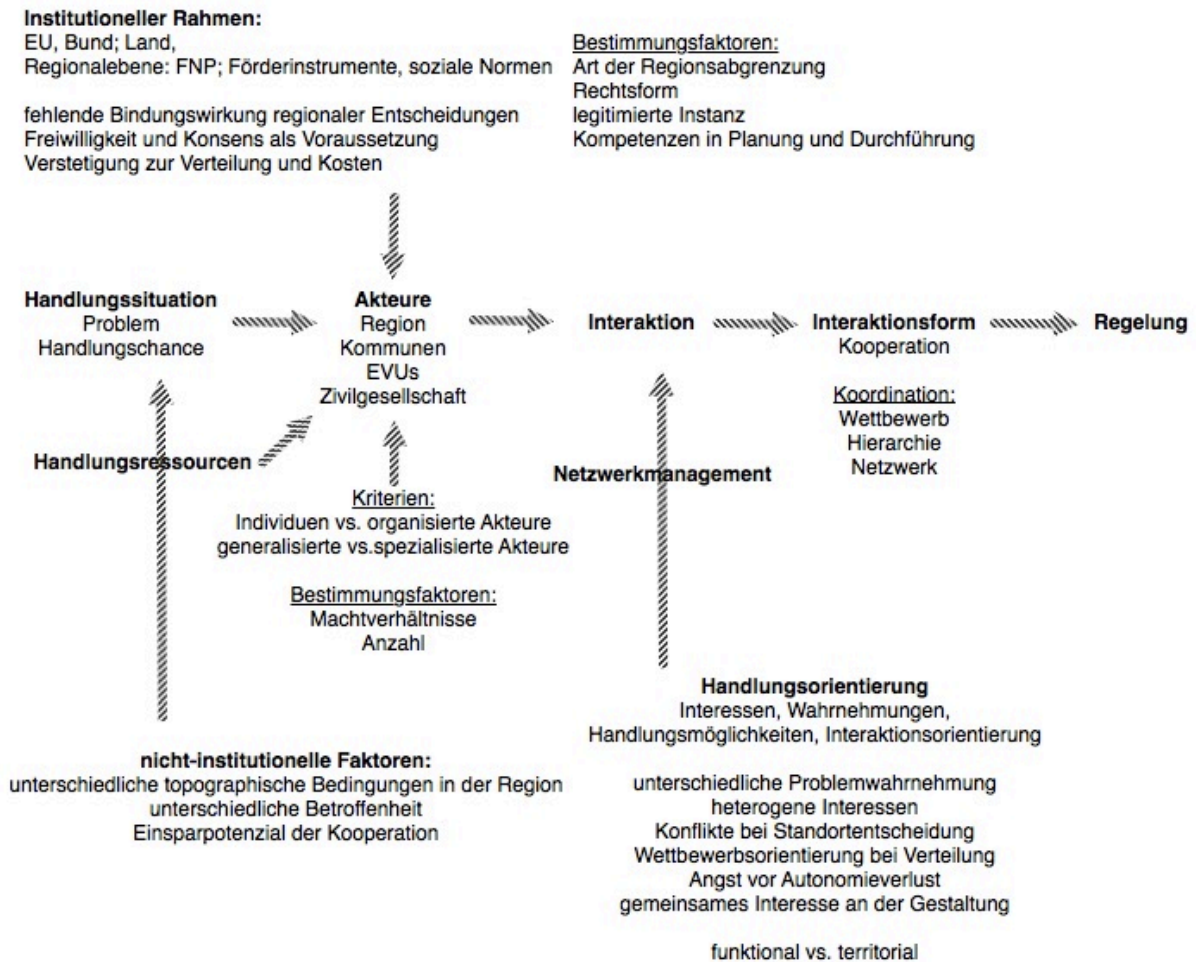 Institutioneller Rahmen:
EU, Bund; Land,
Regionalebene: FNP; Förderinstrumente, soziale Normen
fehlende Bindungswirkung regionaler Entscheidungen
Freiwilligkeit und Konsens als Voraussetzung
Verstetigung zur Verteilung und Kosten
Bestimmungsfaktoren:
Art der Regionsabgrenzung
Rechtsform
legitimierte Instanz
Kompetenzen in Planung und Durchführung
Handlungssituation
Problem
Handlungschance
Akteure
Region
Kommunen
EVUs
Zivilgesellschaft
Interaktion
Interaktionsform
Kooperation
Koordination:
Wettbewerb
Hierarchie
Netzwerk
Regelung
Handlungsressourcen
Netzwerkmanagement
Kriterien:
Individuen vs. organisierte Akteure
generalisierte vs.spezialisierte Akteure
Bestimmungsfaktoren:
Machtverhältnisse
Anzahl
nicht-institutionelle Faktoren:
unterschiedliche topographische Bedingungen in der Region
unterschiedliche Betroffenheit
Einsparpotenzial der Kooperation
Handlungsorientierung
Interessen, Wahrnehmungen,
Handlungsmöglichkeiten, Interaktionsorientierung
unterschiedliche Problemwahrnehmung
heterogene Interessen
Konflikte bei Standortentscheidung
Wettbewerbsorientierung bei Verteilung
Angst vor Autonomieverlust
gemeinsames Interesse an der Gestaltung
funktional vs. territorial